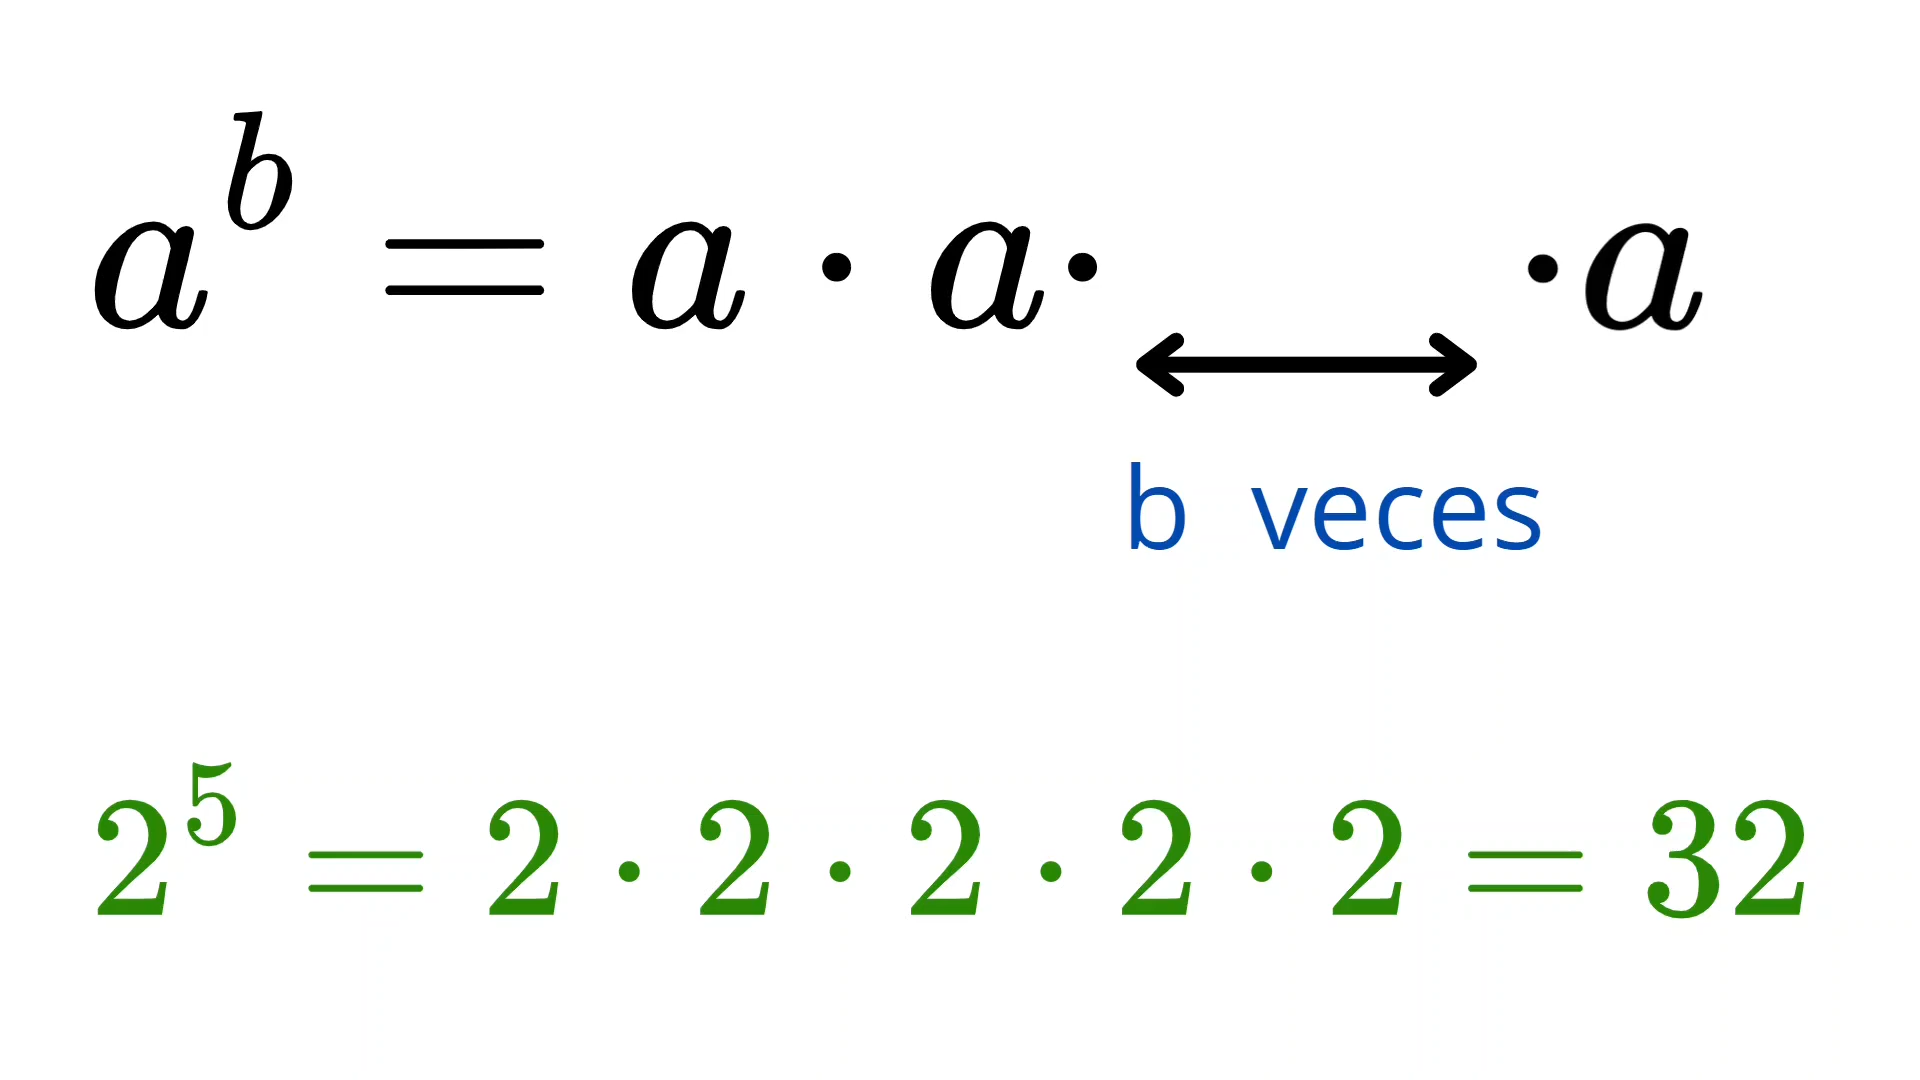 a^b = a · a · · a
b veces
2^5 = 2 · 2 · 2 · 2 · 2 = 32